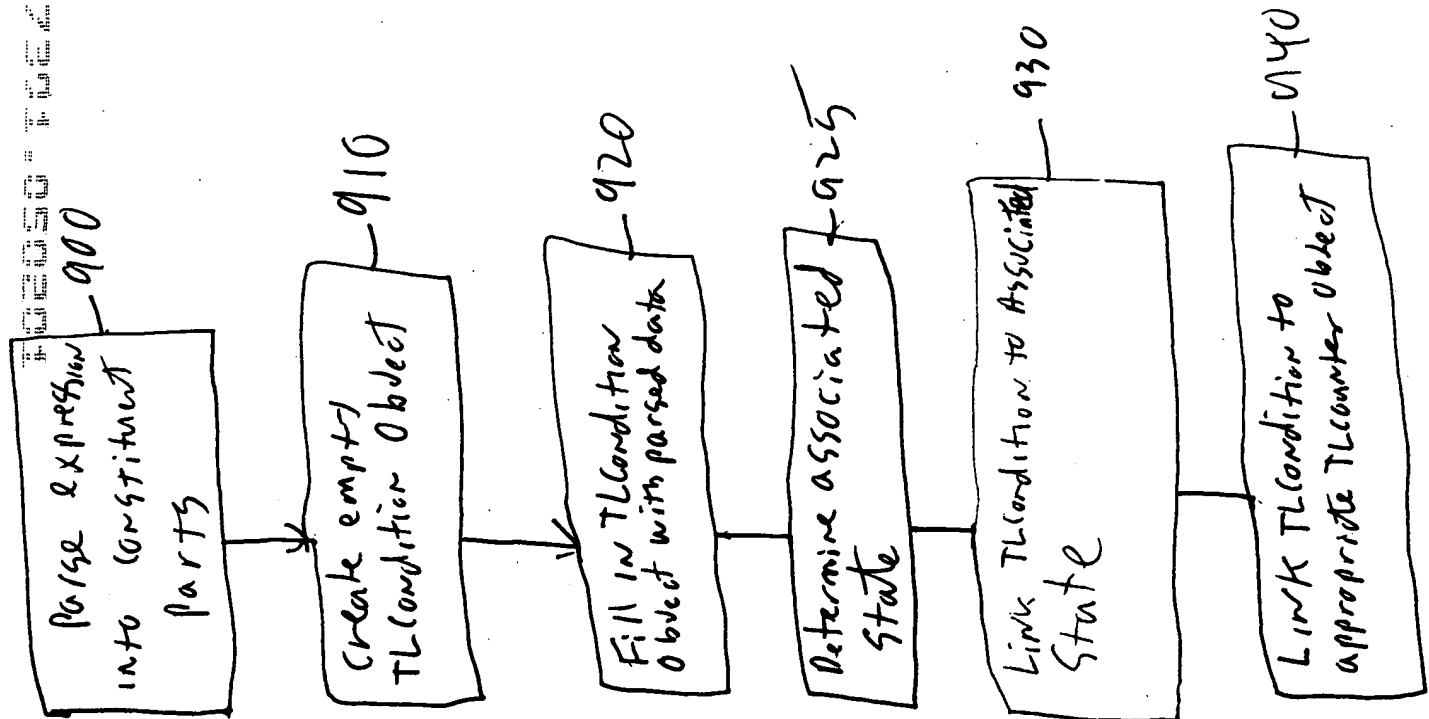 Parse expression
into constituent
parts
900
Create empty
TLCondition Object
910
Fill in TLCondition
Object with parsed data
920
Determine associated
State
925
Link TLCondition to Associated
State
930
Link TLCondition to
appropriate TLCounter Object
940